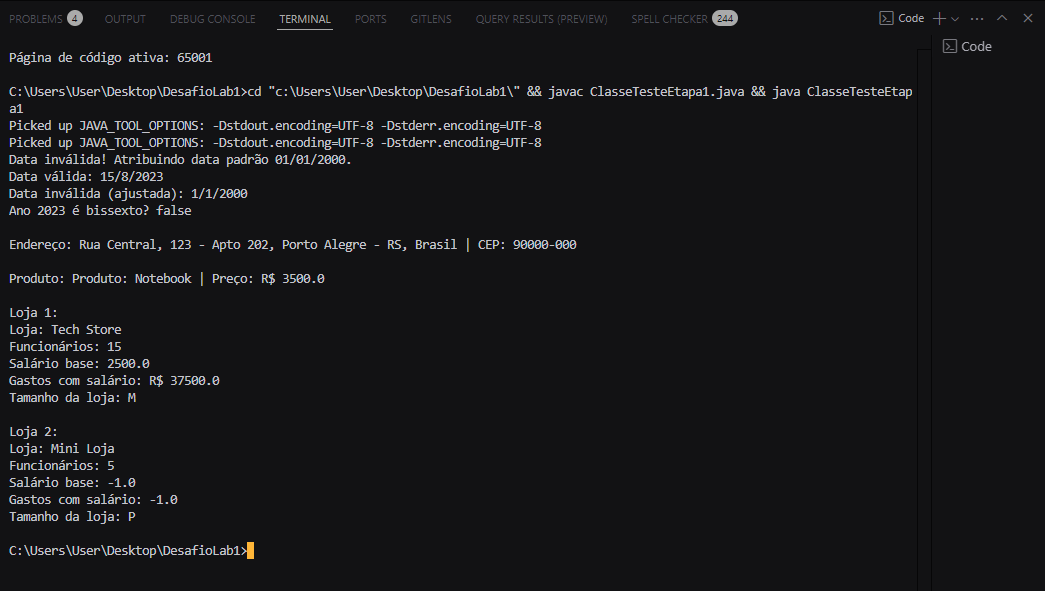 PROBLEMS 4 OUTPUT DEBUG CONSOLE TERMINAL PORTS GITLENS QUERY RESULTS (PREVIEW) SPELL CHECKER 244 Code
Code
Página de código ativa: 65001
C:\Users\User\Desktop\DesafioLab1>cd "c:\Users\User\Desktop\DesafioLab1\" && javac ClasseTesteEtapa1.java && java ClasseTesteEtap
a1
Picked up JAVA_TOOL_OPTIONS: -Dstdout.encoding=UTF-8 -Dstderr.encoding=UTF-8
Picked up JAVA_TOOL_OPTIONS: -Dstdout.encoding=UTF-8 -Dstderr.encoding=UTF-8
Data inválida! Atribuindo data padrão 01/01/2000.
Data válida: 15/8/2023
Data inválida (ajustada): 1/1/2000
Ano 2023 é bissexto? false
Endereço: Rua Central, 123 - Apto 202, Porto Alegre - RS, Brasil | CEP: 90000-000
Produto: Produto: Notebook | Preço: R$ 3500.0
Loja 1:
Loja: Tech Store
Funcionários: 15
Salário base: 2500.0
Gastos com salário: R$ 37500.0
Tamanho da loja: M
Loja 2:
Loja: Mini Loja
Funcionários: 5
Salário base: -1.0
Gastos com salário: -1.0
Tamanho da loja: P
C:\Users\User\Desktop\DesafioLab1>